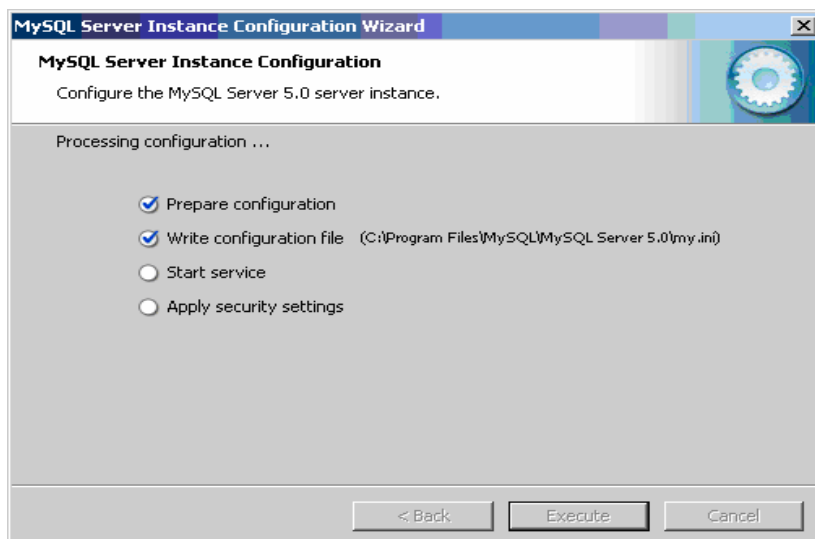 MySQL Server Instance Configuration Wizard
MySQL Server Instance Configuration
Configure the MySQL Server 5.0 server instance.
Processing configuration ...
Prepare configuration
Write configuration file (C:\Program Files\MySQL\MySQL Server 5.0\my.ini)
Start service
Apply security settings
< Back Execute Cancel